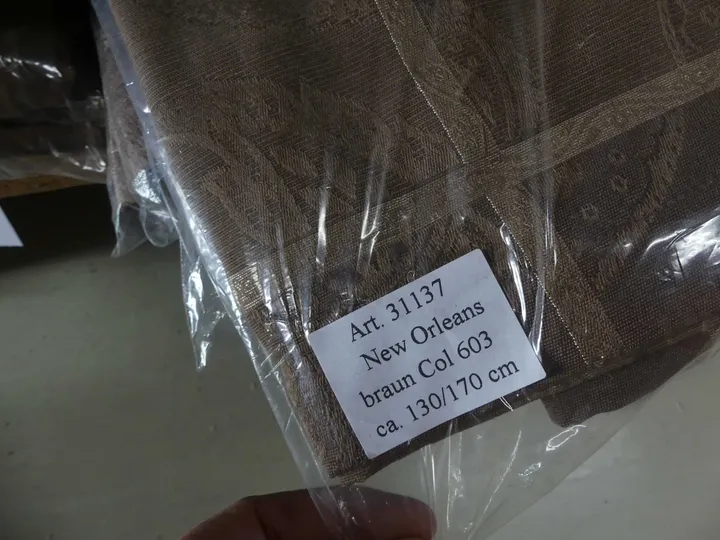 Art. 31137
New Orleans
braun Col 603
ca. 130/170 cm